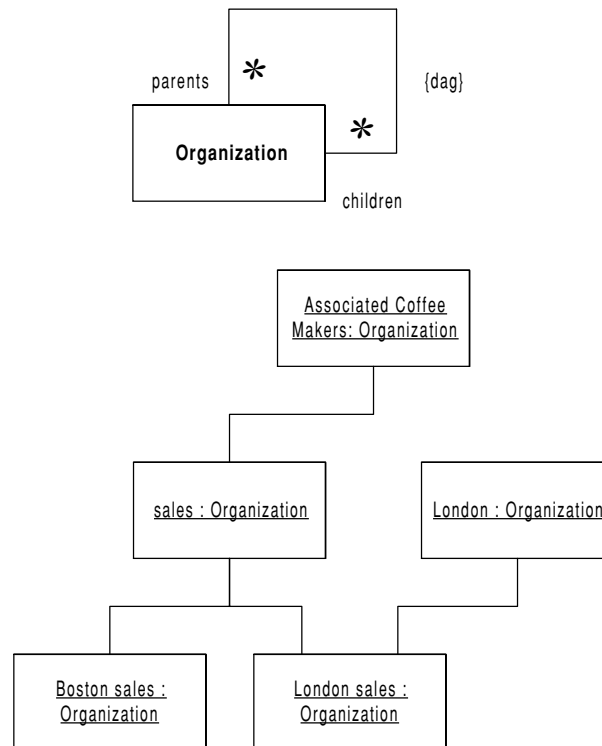 parents
*
{dag}
*
Organization
children
Associated Coffee
Makers: Organization
sales : Organization
London : Organization
Boston sales :
Organization
London sales :
Organization